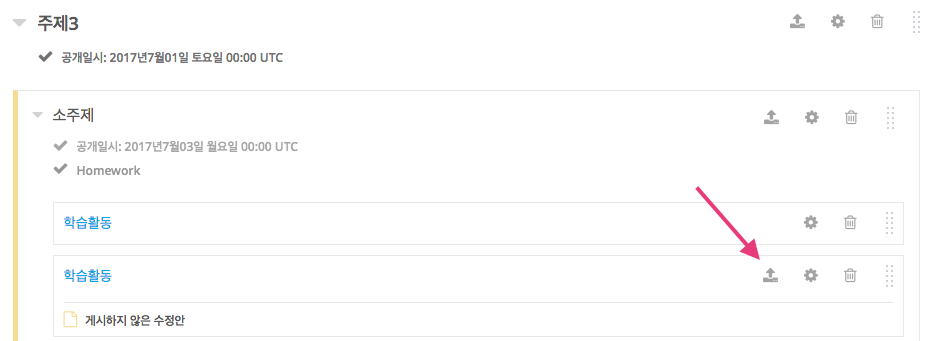 주제3
공개일시: 2017년7월01일 토요일 00:00 UTC
소주제
공개일시: 2017년7월03일 월요일 00:00 UTC
Homework
학습활동
학습활동
게시하지 않은 수정안